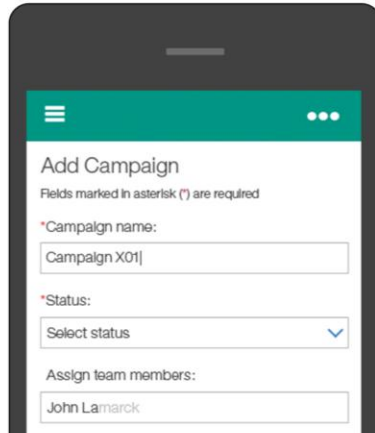 Add Campaign
Fields marked in asterisk (*) are required
*Campaign name:
Campaign X01
*Status:
Select status
Assign team members:
John Lamarck